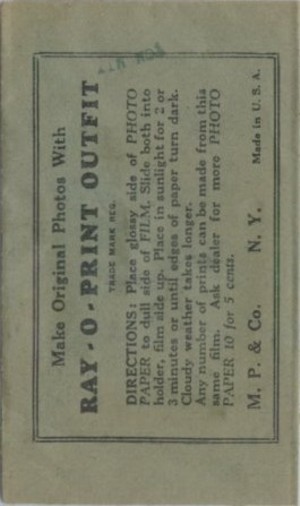 Make Original Photos With
RAY-O-PRINT OUTFIT
TRADE MARK REG.
DIRECTIONS: Place glossy side of PHOTO
PAPER to dull side of FILM. Slide both into
holder, film side up. Place in sunlight for 2 or
3 minutes or until edges of paper turn dark.
Cloudy weather takes longer.
Any number of prints can be made from this
same film. Ask dealer for more PHOTO
PAPER 10 for 5 cents.
M. P. & Co. N. Y. Made in U. S. A.